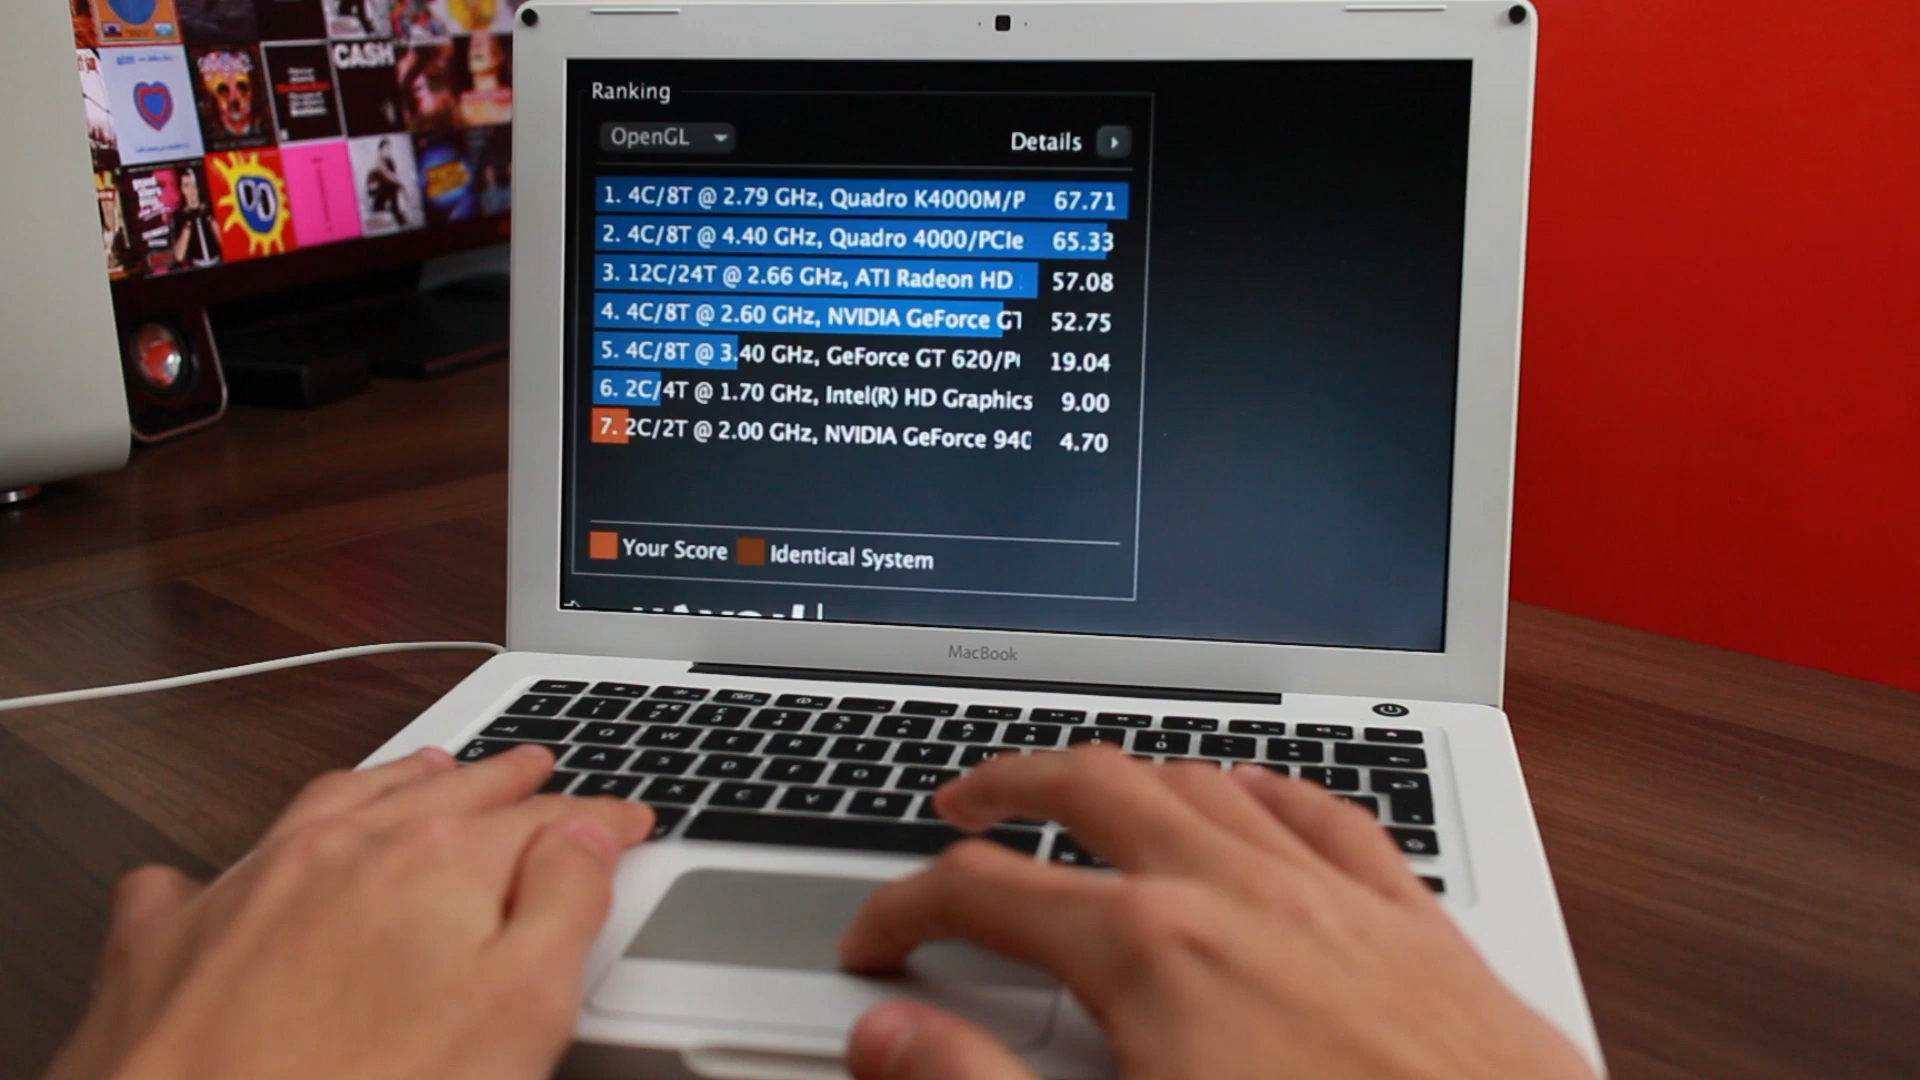 CASH
Ranking
OpenGL
Details
1. 4C/8T @ 2.79 GHz, Quadro K4000M/P 67.71
2. 4C/8T @ 4.40 GHz, Quadro 4000/PCIe 65.33
3. 12C/24T @ 2.66 GHz, ATI Radeon HD 57.08
4. 4C/8T @ 2.60 GHz, NVIDIA GeForce GT 52.75
5. 4C/8T @ 3.40 GHz, GeForce GT 620/P 19.04
6. 2C/4T @ 1.70 GHz, Intel(R) HD Graphics 9.00
7. 2C/2T @ 2.00 GHz, NVIDIA GeForce 940 4.70
Your Score
Identical System
MacBook
Q W E R T Y U
A S D F G H
Z X C V B